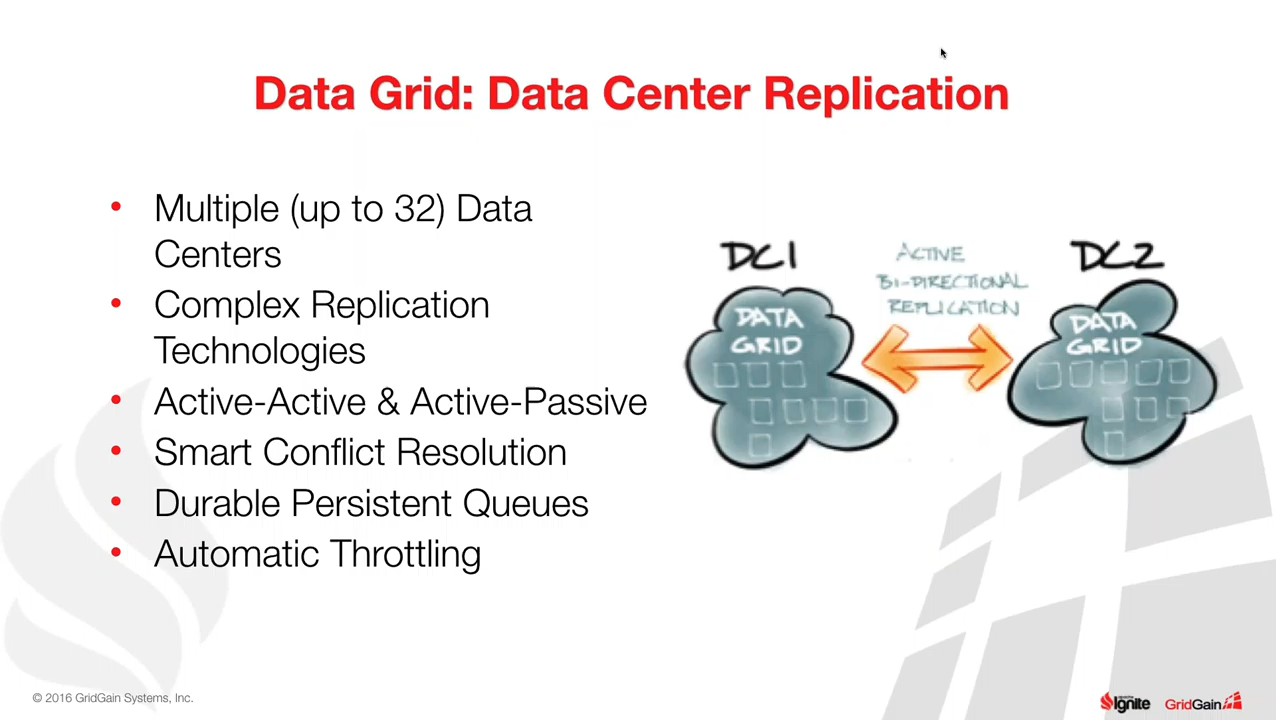 Data Grid: Data Center Replication
• Multiple (up to 32) Data
Centers
• Complex Replication
Technologies
• Active-Active & Active-Passive
• Smart Conflict Resolution
• Durable Persistent Queues
• Automatic Throttling
DC1
ACTIVE
BI-DIRECTIONAL
REPLICATION
DC2
DATA
GRID
DATA
GRID
© 2016 GridGain Systems, Inc.
Ignite
GridGain